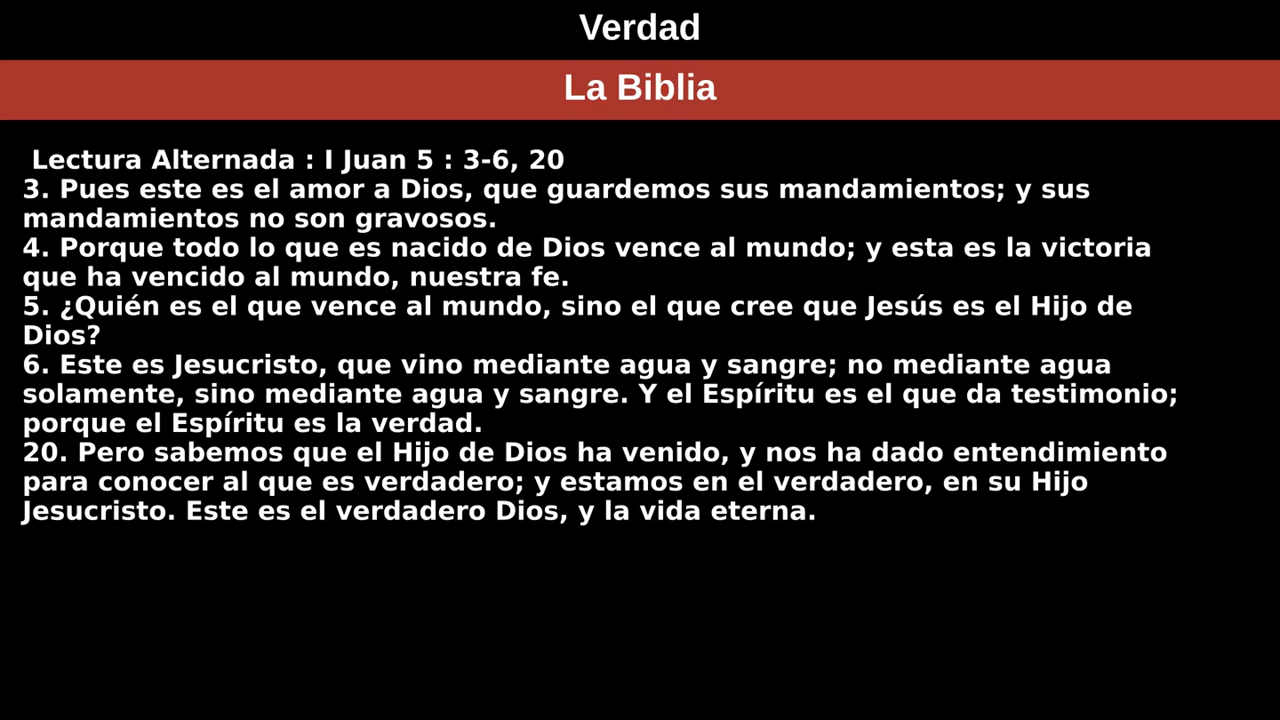 Verdad
La Biblia
Lectura Alternada : I Juan 5 : 3-6, 20
3. Pues este es el amor a Dios, que guardemos sus mandamientos; y sus
mandamientos no son gravosos.
4. Porque todo lo que es nacido de Dios vence al mundo; y esta es la victoria
que ha vencido al mundo, nuestra fe.
5. ¿Quién es el que vence al mundo, sino el que cree que Jesús es el Hijo de
Dios?
6. Este es Jesucristo, que vino mediante agua y sangre; no mediante agua
solamente, sino mediante agua y sangre. Y el Espíritu es el que da testimonio;
porque el Espíritu es la verdad.
20. Pero sabemos que el Hijo de Dios ha venido, y nos ha dado entendimiento
para conocer al que es verdadero; y estamos en el verdadero, en su Hijo
Jesucristo. Este es el verdadero Dios, y la vida eterna.